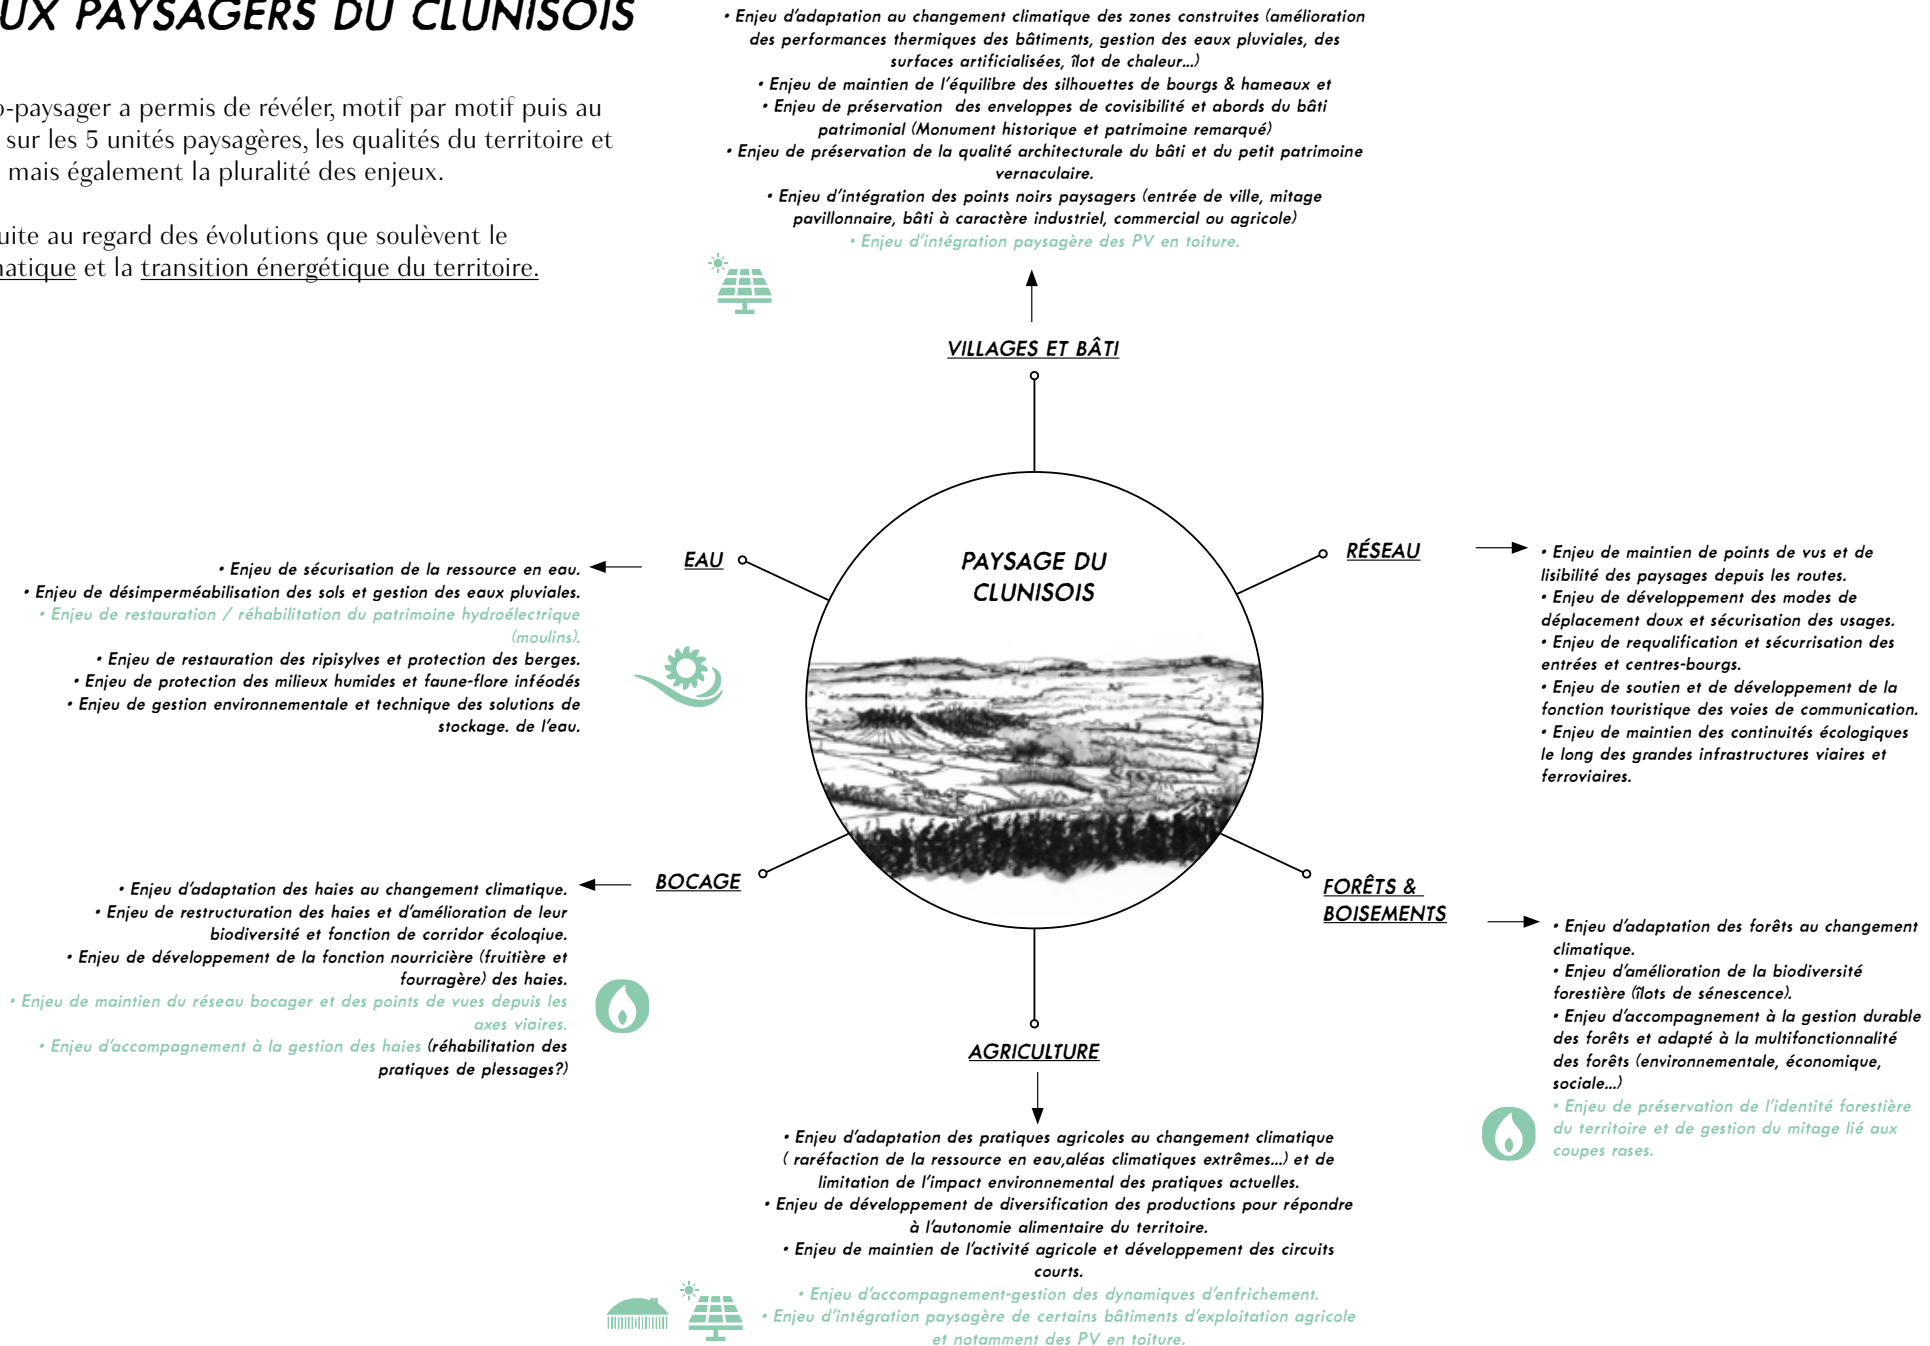 UX PAYSAGERS DU CLUNISOIS
o-paysager a permis de révéler, motif par motif puis au
sur les 5 unités paysagères, les qualités du territoire et
mais également la pluralité des enjeux.
uite au regard des évolutions que soulèvent le
matique et la transition énergétique du territoire.
• Enjeu d'adaptation au changement climatique des zones construites (amélioration
des performances thermiques des bâtiments, gestion des eaux pluviales, des
surfaces artificialisées, îlot de chaleur...)
• Enjeu de maintien de l'équilibre des silhouettes de bourgs & hameaux et
• Enjeu de préservation des enveloppes de covisibilité et abords du bâti
patrimonial (Monument historique et patrimoine remarqué)
• Enjeu de préservation de la qualité architecturale du bâti et du petit patrimoine
vernaculaire.
• Enjeu d'intégration des points noirs paysagers (entrée de ville, mitage
pavillonnaire, bâti à caractère industriel, commercial ou agricole)
• Enjeu d'intégration paysagère des PV en toiture.
VILLAGES ET BÂTI
PAYSAGE DU
CLUNISOIS
EAU
• Enjeu de sécurisation de la ressource en eau.
• Enjeu de désimperméabilisation des sols et gestion des eaux pluviales.
• Enjeu de restauration / réhabilitation du patrimoine hydroélectrique
(moulins).
• Enjeu de restauration des ripisylves et protection des berges.
• Enjeu de protection des milieux humides et faune-flore inféodés
• Enjeu de gestion environnementale et technique des solutions de
stockage. de l'eau.
RÉSEAU
• Enjeu de maintien de points de vus et de
lisibilité des paysages depuis les routes.
• Enjeu de développement des modes de
déplacement doux et sécurisation des usages.
• Enjeu de requalification et sécurrisation des
entrées et centres-bourgs.
• Enjeu de soutien et de développement de la
fonction touristique des voies de communication.
• Enjeu de maintien des continuités écologiques
le long des grandes infrastructures viaires et
ferroviaires.
BOCAGE
• Enjeu d'adaptation des haies au changement climatique.
• Enjeu de restructuration des haies et d'amélioration de leur
biodiversité et fonction de corridor écoloqiue.
• Enjeu de développement de la fonction nourricière (fruitière et
fourragère) des haies.
• Enjeu de maintien du réseau bocager et des points de vues depuis les
axes viaires.
• Enjeu d'accompagnement à la gestion des haies (réhabilitation des
pratiques de plessages?)
FORÊTS &
BOISEMENTS
• Enjeu d'adaptation des forêts au changement
climatique.
• Enjeu d'amélioration de la biodiversité
forestière (îlots de sénescence).
• Enjeu d'accompagnement à la gestion durable
des forêts et adapté à la multifonctionnalité
des forêts (environnementale, économique,
sociale...)
• Enjeu de préservation de l'identité forestière
du territoire et de gestion du mitage lié aux
coupes rases.
AGRICULTURE
• Enjeu d'adaptation des pratiques agricoles au changement climatique
( raréfaction de la ressource en eau,aléas climatiques extrêmes...) et de
limitation de l'impact environnemental des pratiques actuelles.
• Enjeu de développement de diversification des productions pour répondre
à l'autonomie alimentaire du territoire.
• Enjeu de maintien de l'activité agricole et développement des circuits
courts.
• Enjeu d'accompagnement-gestion des dynamiques d'enfrichement.
• Enjeu d'intégration paysagère de certains bâtiments d'exploitation agricole
et notamment des PV en toiture.